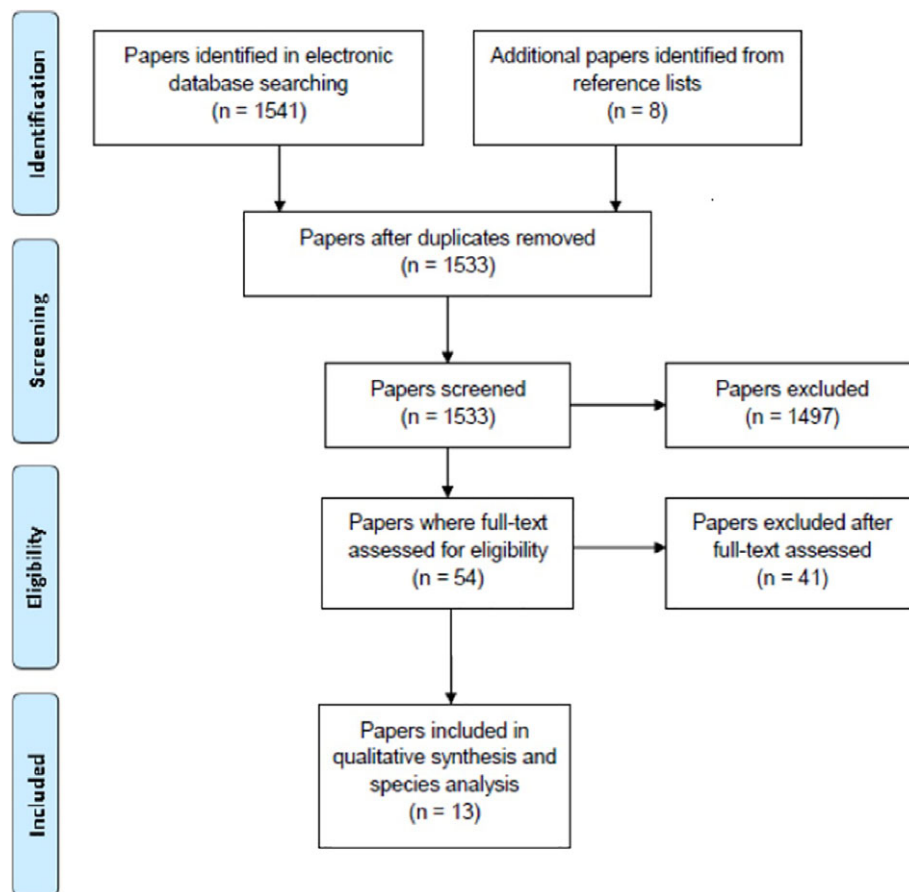 Identification
Papers identified in electronic
database searching
(n = 1541)
Additional papers identified from
reference lists
(n = 8)
Screening
Papers after duplicates removed
(n = 1533)
Papers screened
(n = 1533)
Papers excluded
(n = 1497)
Eligibility
Papers where full-text
assessed for eligibility
(n = 54)
Papers excluded after
full-text assessed
(n = 41)
Included
Papers included in
qualitative synthesis and
species analysis
(n = 13)